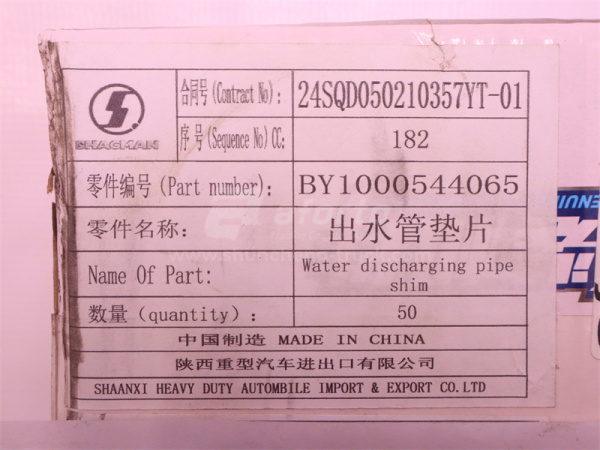 合同号(Contract No): 24SQD050210357YT-01
SHACMAN
序号(Sequence No)CC: 182
零件编号(Part number): BY1000544065
零件名称: 出水管垫片
Name Of Part: Water discharging pipe
shim
数量(quantity): 50
中国制造 MADE IN CHINA
陕西重型汽车进出口有限公司
SHAANXI HEAVY DUTY AUTOMBILE IMPORT & EXPORT CO.LTD